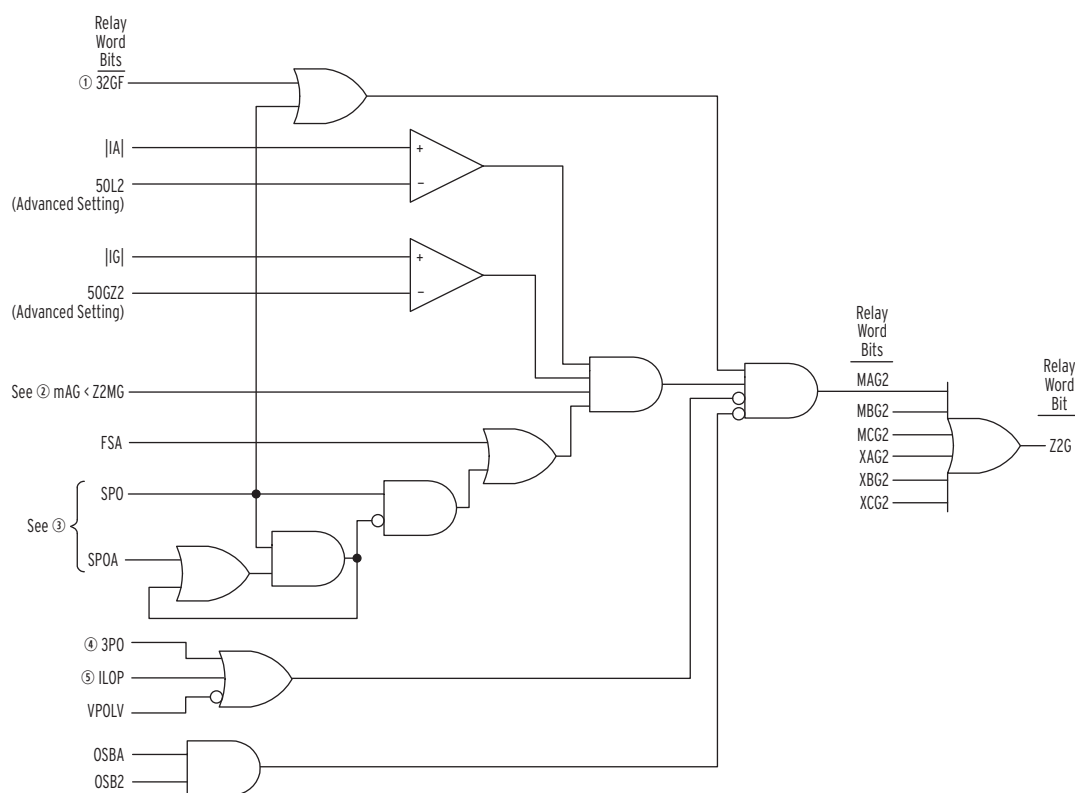 Relay
Word
Bits
① 32GF
|IA|
+
50L2
−
(Advanced Setting)
|IG|
+
50GZ2
−
(Advanced Setting)
Relay
Word
Bits
Relay
Word
Bit
See ② mAG < Z2MG
MAG2
MBG2
FSA
MCG2
Z2G
XAG2
SPO
XBG2
See ③
XCG2
SPOA
④ 3PO
⑤ ILOP
VPOLV
OSBA
OSB2